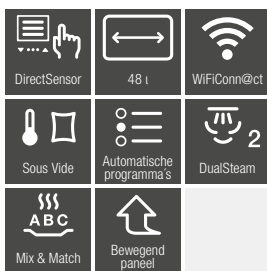 DirectSensor
48 ι
WiFiConn@ct
Sous Vide
Automatische
programma´s
2
DualSteam
ABC
Mix & Match
Bewegend
paneel